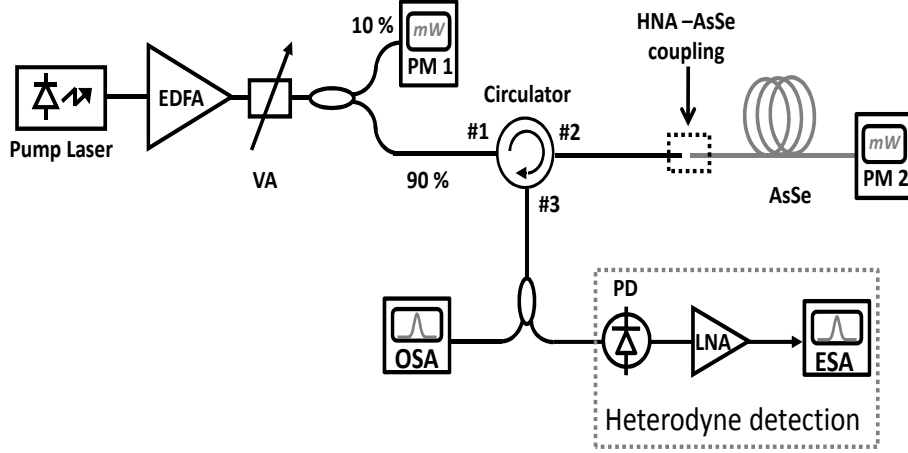 10 %
mW
PM 1
HNA –AsSe
coupling
EDFA
Pump Laser
VA
90 %
Circulator
#1
#2
#3
AsSe
mW
PM 2
OSA
PD
LNA
ESA
Heterodyne detection